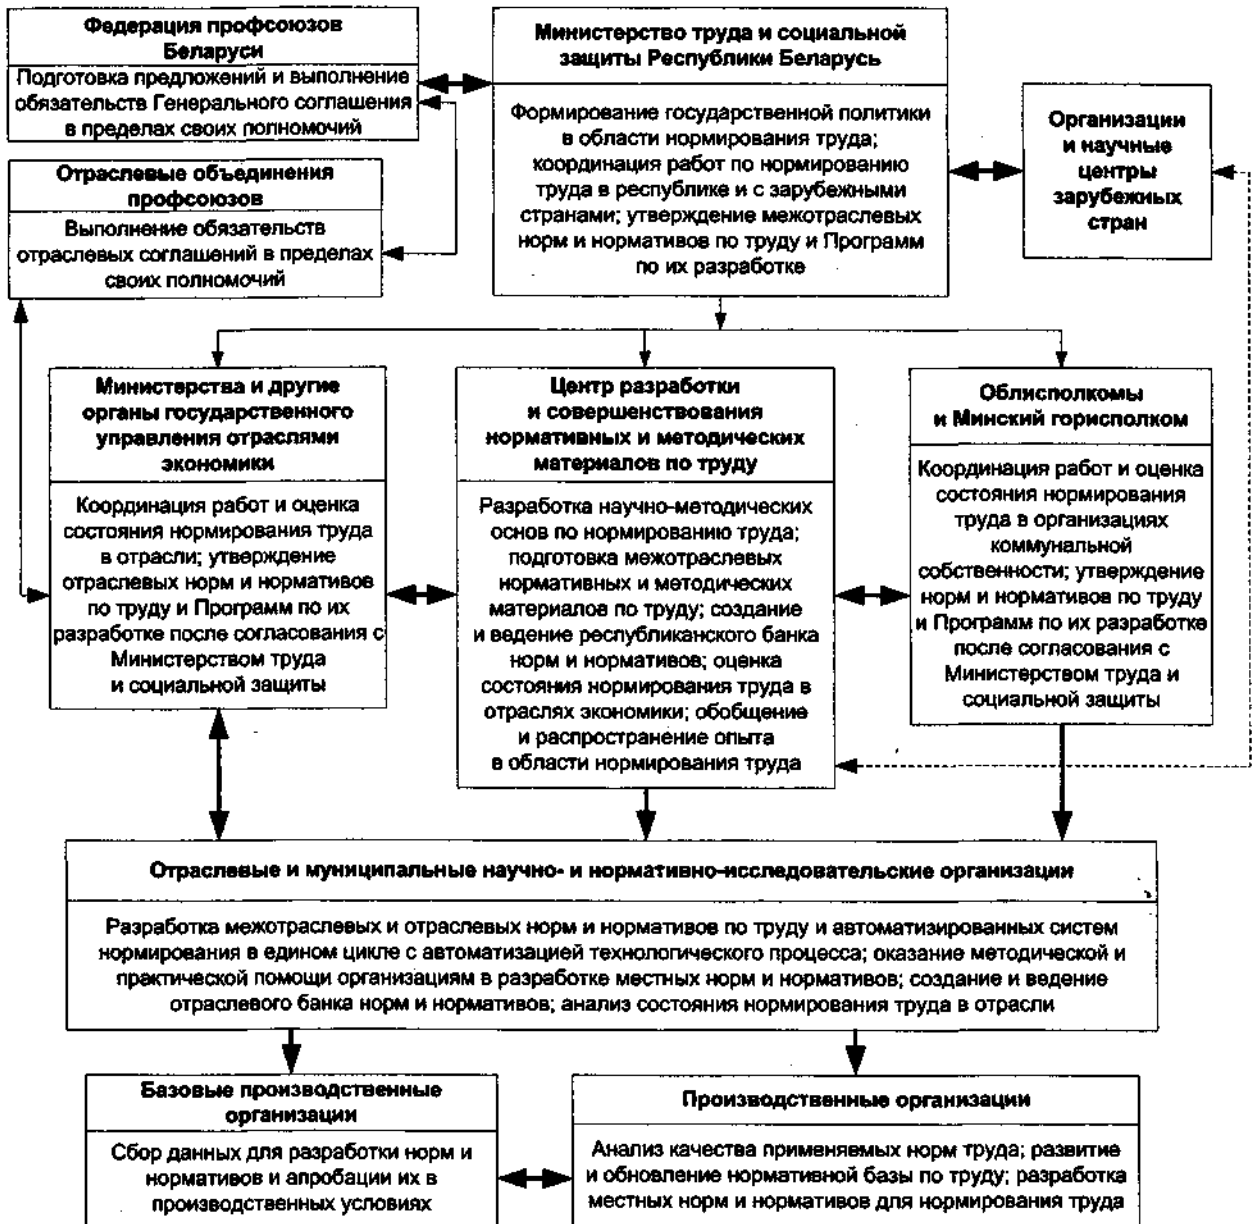 Федерация профсоюзов
Беларуси
Подготовка предложений и выполнение
обязательств Генерального соглашения
в пределах своих полномочий
Министерство труда и социальной
защиты Республики Беларусь
Формирование государственной политики
в области нормирования труда;
координация работ по нормированию
труда в республике и с зарубежными
странами; утверждение межотраслевых
норм и нормативов по труду и Программ
по их разработке
Организации
и научные
центры
зарубежных
стран
Отраслевые объединения
профсоюзов
Выполнение обязательств
отраслевых соглашений в пределах
своих полномочий
Министерства и другие
органы государственного
управления отраслями
экономики
Координация работ и оценка
состояния нормирования труда
в отрасли; утверждение
отраслевых норм и нормативов
по труду и Программ по их
разработке после согласования с
Министерством труда
и социальной защиты
Центр разработки
и совершенствования
нормативных и методических
материалов по труду
Разработка научно-методических
основ по нормированию труда;
подготовка межотраслевых
нормативных и методических
материалов по труду; создание
и ведение республиканского банка
норм и нормативов; оценка
состояния нормирования труда в
отраслях экономики; обобщение
и распространение опыта
в области нормирования труда
Облисполкомы
и Минский горисполком
Координация работ и оценка
состояния нормирования
труда в организациях
коммунальной
собственности; утверждение
норм и нормативов по труду
и Программ по их разработке
после согласования с
Министерством труда и
социальной защиты
Отраслевые и муниципальные научно- и нормативно-исследовательские организации
Разработка межотраслевых и отраслевых норм и нормативов по труду и автоматизированных систем
нормирования в едином цикле с автоматизацией технологического процесса; оказание методической и
практической помощи организациям в разработке местных норм и нормативов; создание и ведение
отраслевого банка норм и нормативов; анализ состояния нормирования труда в отрасли
Базовые производственные
организации
Сбор данных для разработки норм и
нормативов и апробации их в
производственных условиях
Производственные организации
Анализ качества применяемых норм труда; развитие
и обновление нормативной базы по труду; разработка
местных норм и нормативов для нормирования труда